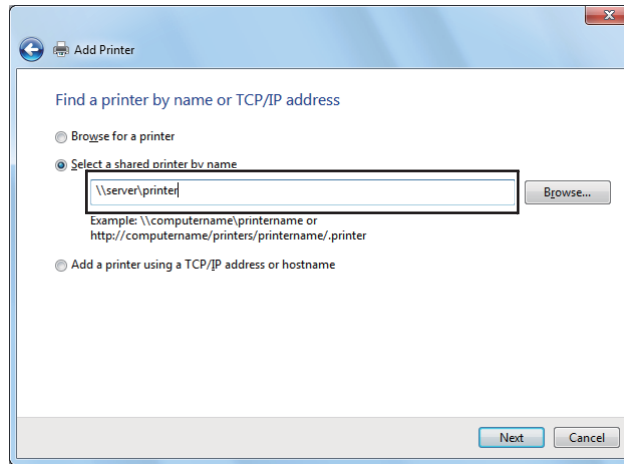 Add Printer
Find a printer by name or TCP/IP address
Browse for a printer
Select a shared printer by name
\\server\printer
Browse...
Example: \\computername\printername or
http://computername/printers/printername/.printer
Add a printer using a TCP/IP address or hostname
Next
Cancel